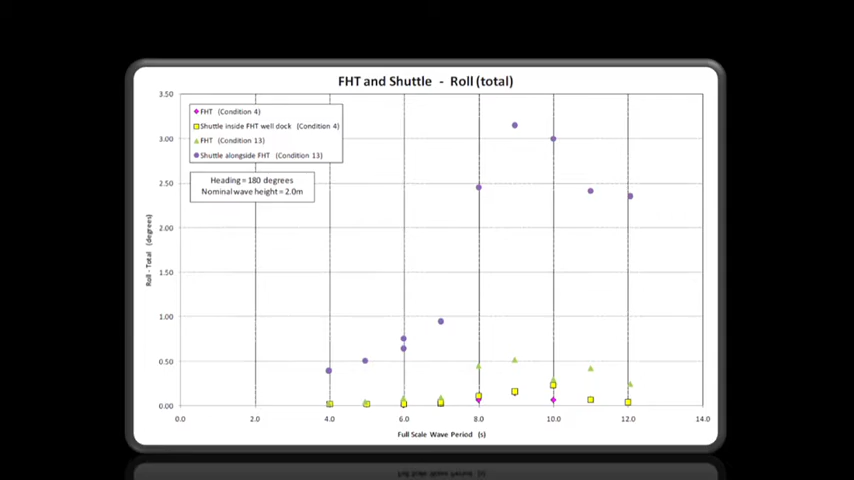 FHT and Shuttle - Roll (total)
3.50
3.00
2.50
2.00
1.50
1.00
0.50
0.00
Roll - Total (degrees)
FHT (Condition 4)
Shuttle inside FHT well dock (Condition 4)
FHT (Condition 13)
Shuttle alongside FHT (Condition 13)
Heading = 180 degrees
Nominal wave height = 2.0m
0.0 2.0 4.0 6.0 8.0 10.0 12.0 14.0
Full Scale Wave Period (s)